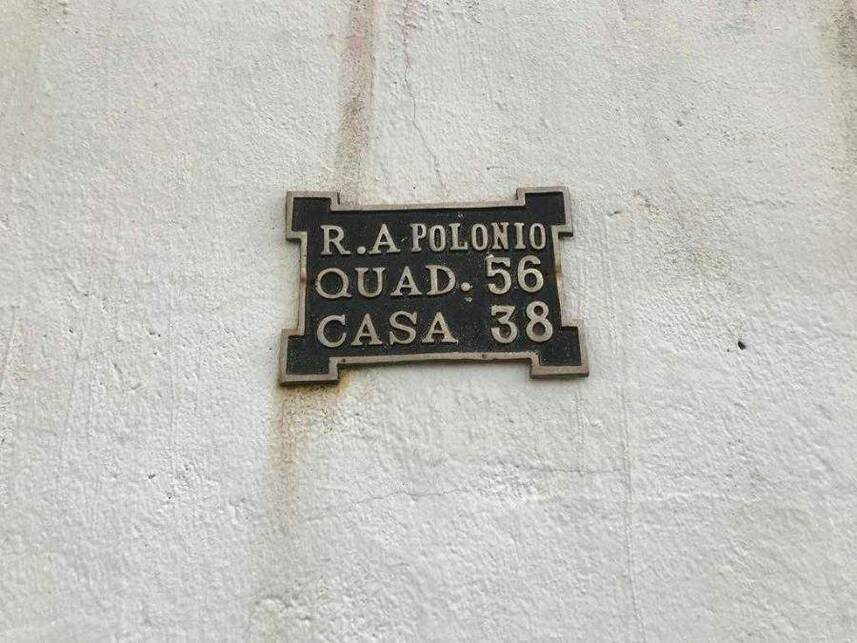 R. A POLONIO
QUAD. 56
CASA 38